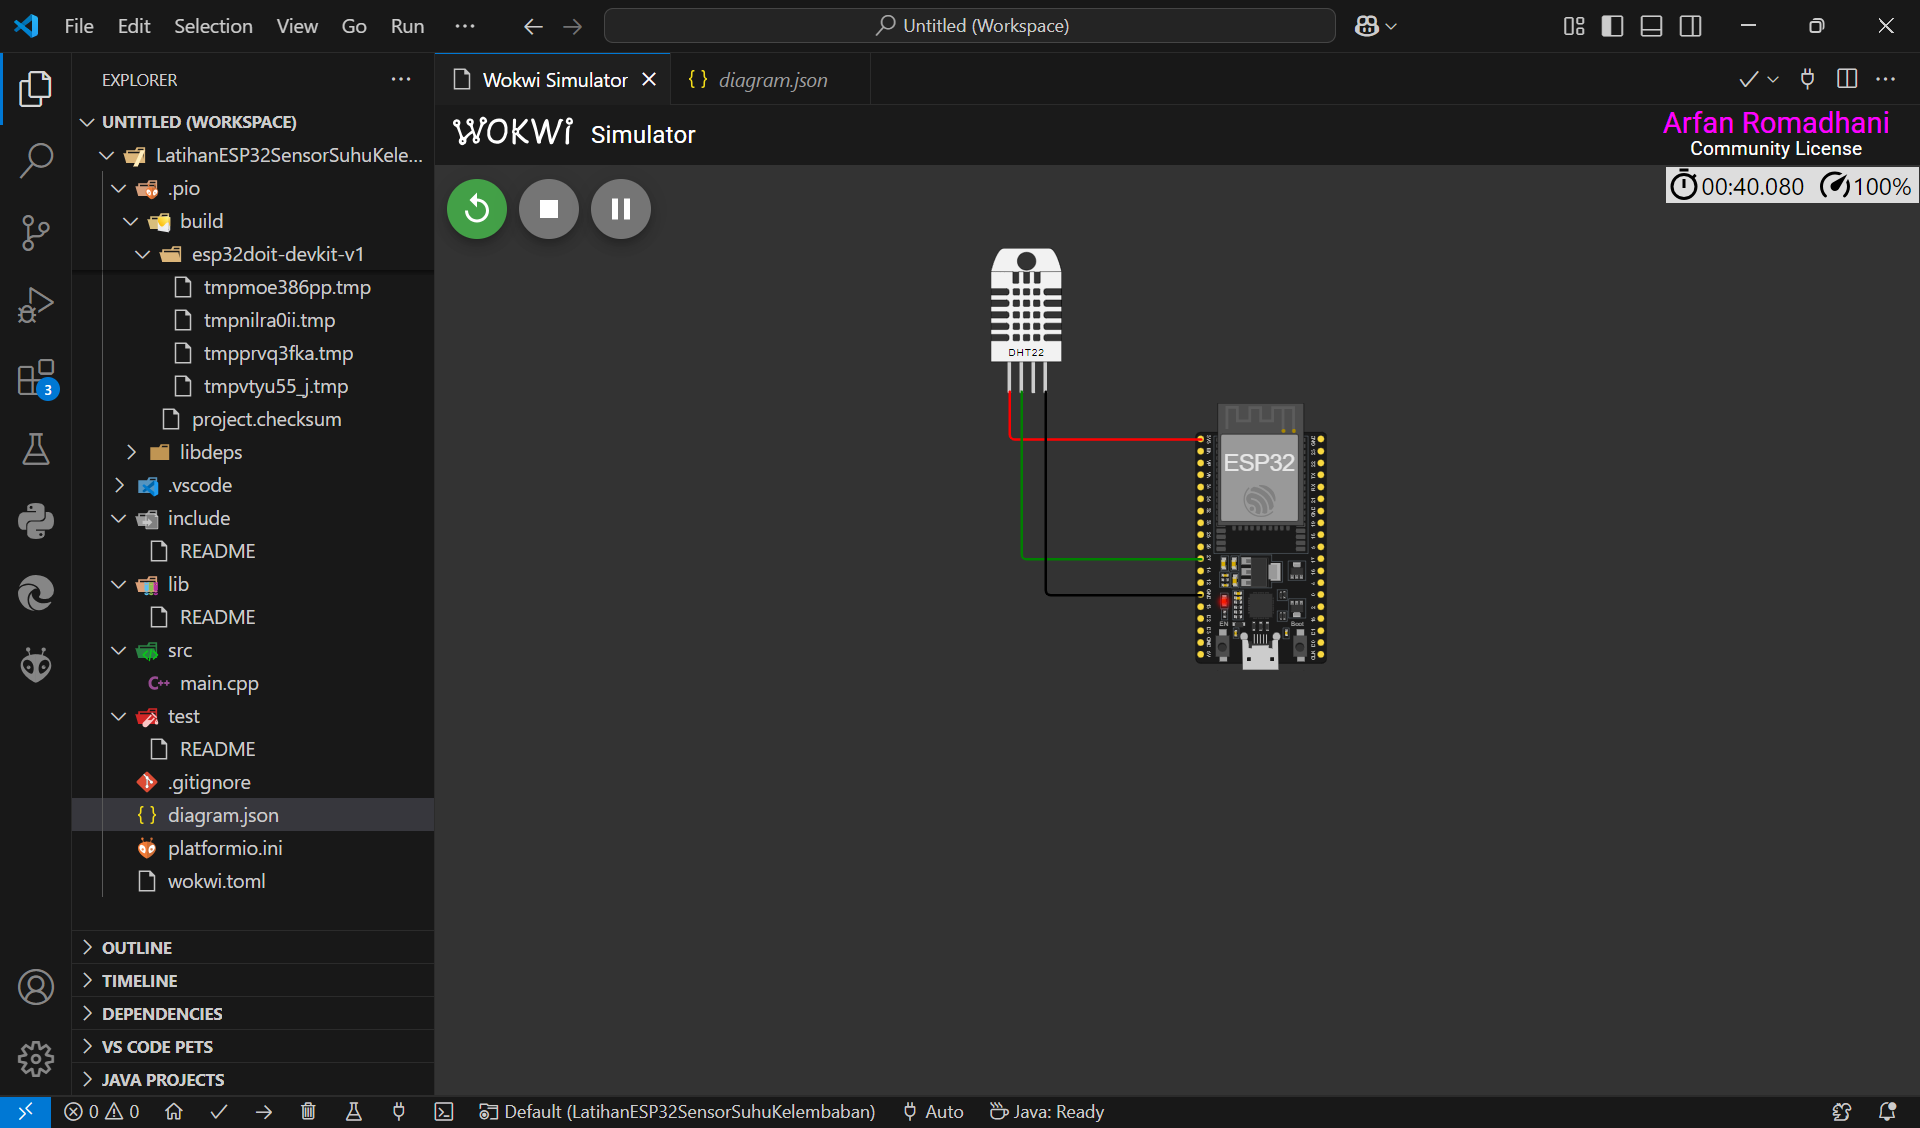 File Edit Selection View Go Run
Untitled (Workspace)
EXPLORER
Wokwi Simulator
diagram.json
UNTITLED (WORKSPACE)
LatihanESP32SensorSuhuKele...
.pio
build
esp32doit-devkit-v1
tmpmoe386pp.tmp
tmpnilra0ii.tmp
tmpprvq3fka.tmp
tmpvtyu55_j.tmp
project.checksum
libdeps
.vscode
include
README
lib
README
src
main.cpp
test
README
.gitignore
diagram.json
platformio.ini
wokwi.toml
OUTLINE
TIMELINE
DEPENDENCIES
VS CODE PETS
JAVA PROJECTS
3
WOKWi Simulator
Arfan Romadhani
Community License
00:40.080 100%
DHT22
ESP32
EN
Boot
0 0
Default (LatihanESP32SensorSuhuKelembaban)
Auto
Java: Ready